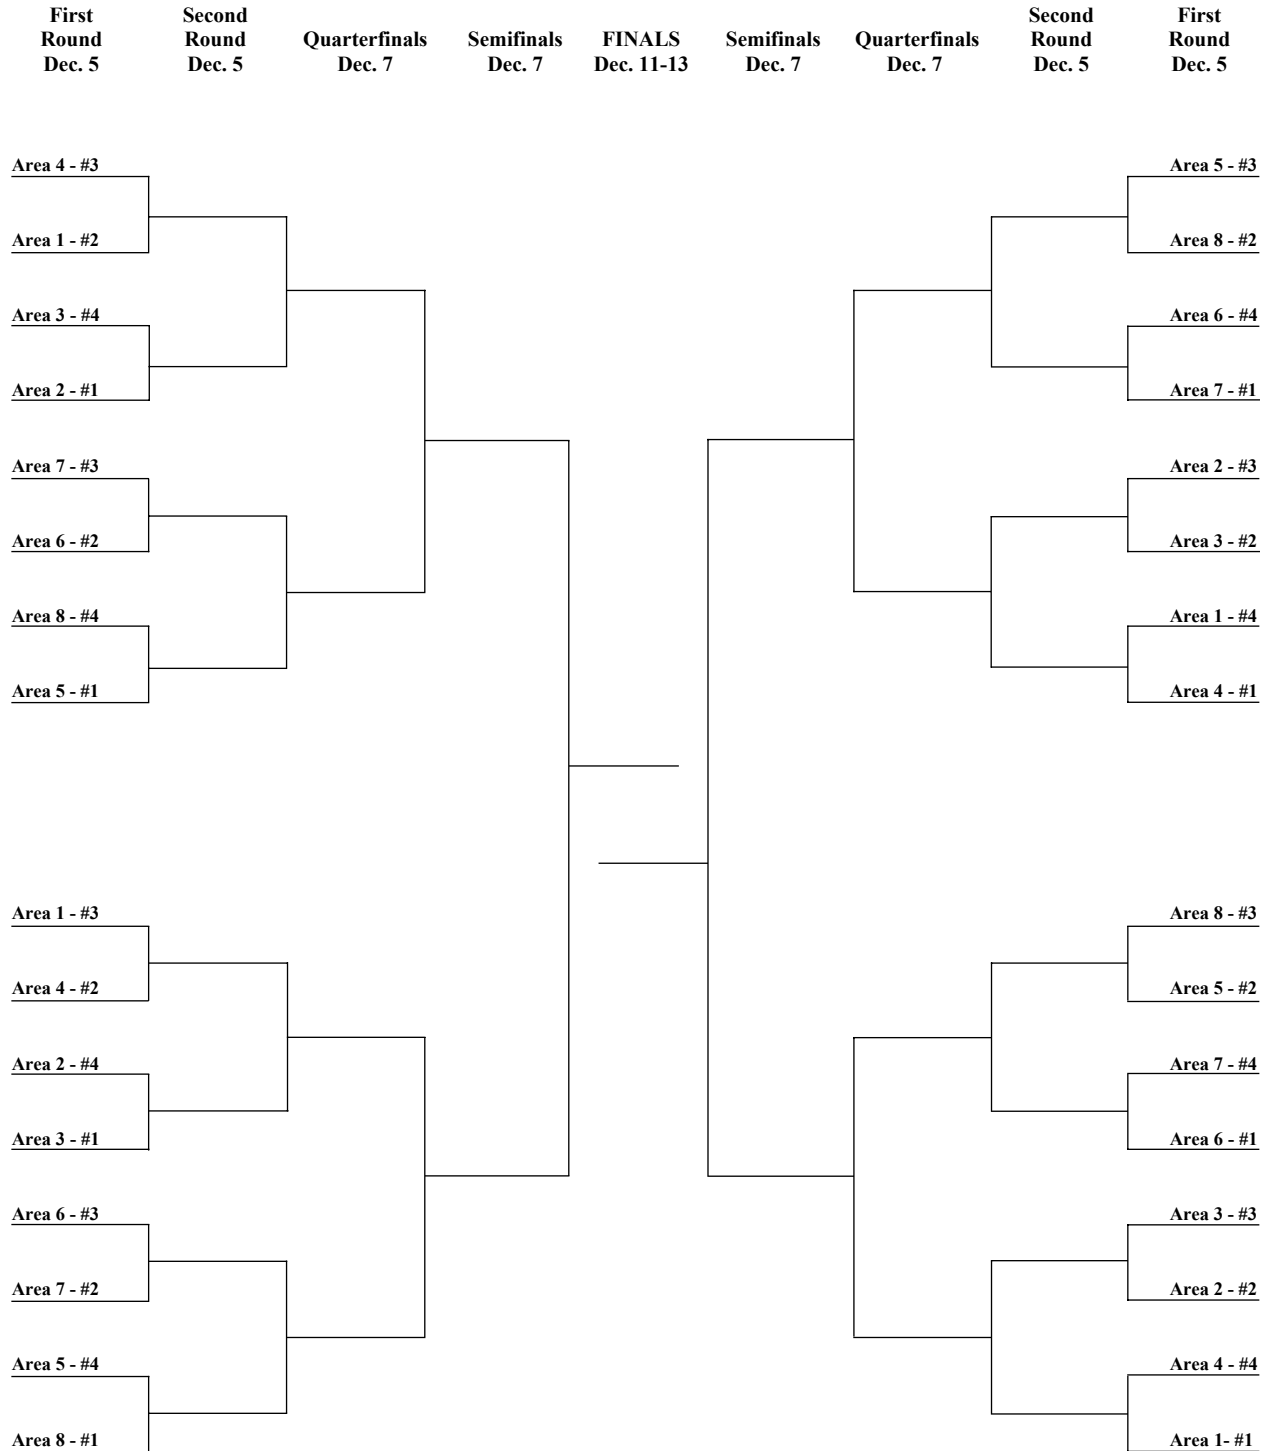 First Round Dec. 5
Second Round Dec. 5
Quarterfinals Dec. 7
Semifinals Dec. 7
FINALS Dec. 11-13
Semifinals Dec. 7
Quarterfinals Dec. 7
Second Round Dec. 5
First Round Dec. 5
Area 4 - #3
Area 1 - #2
Area 3 - #4
Area 2 - #1
Area 7 - #3
Area 6 - #2
Area 8 - #4
Area 5 - #1
Area 1 - #3
Area 4 - #2
Area 2 - #4
Area 3 - #1
Area 6 - #3
Area 7 - #2
Area 5 - #4
Area 8 - #1
Area 5 - #3
Area 8 - #2
Area 6 - #4
Area 7 - #1
Area 2 - #3
Area 3 - #2
Area 1 - #4
Area 4 - #1
Area 8 - #3
Area 5 - #2
Area 7 - #4
Area 6 - #1
Area 3 - #3
Area 2 - #2
Area 4 - #4
Area 1- #1